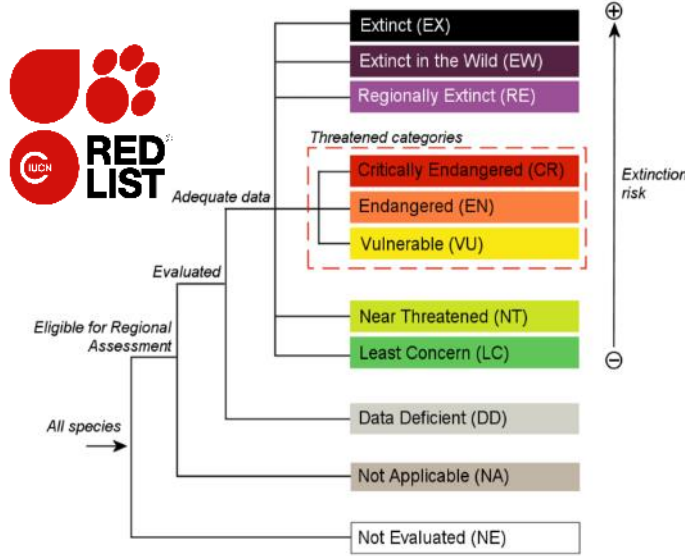 Extinct (EX)
Extinct in the Wild (EW)
Regionally Extinct (RE)
IUCN
RED
LIST
Threatened categories
Critically Endangered (CR)
Extinction
risk
Adequate data
Endangered (EN)
Vulnerable (VU)
Evaluated
Near Threatened (NT)
Eligible for Regional
Assessment
Least Concern (LC)
All species
Data Deficient (DD)
Not Applicable (NA)
Not Evaluated (NE)